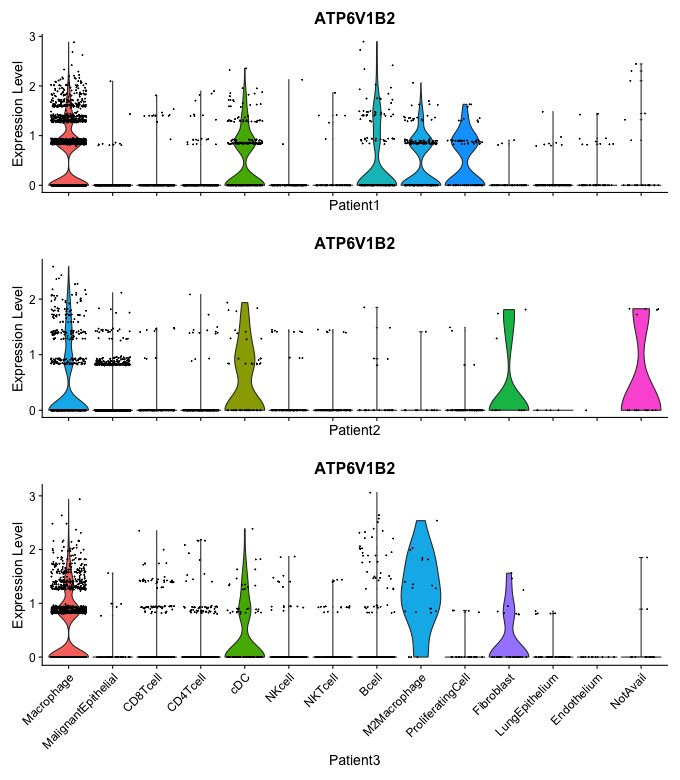 ATP6V1B2
Expression Level
3
2
1
0
Patient1
ATP6V1B2
Expression Level
2
1
0
Patient2
ATP6V1B2
Expression Level
3
2
1
0
Macrophage
MalignantEpithelial
CD8Tcell
CD4Tcell
cDC
NKcell
NKTcell
Bcell
M2Macrophage
ProliferatingCell
Fibroblast
LungEpithelium
Endothelium
NotAvail
Patient3